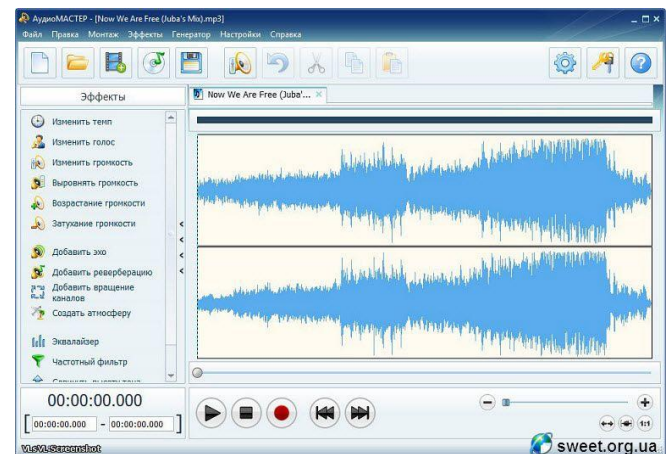 АудиоМАСТЕР - [Now We Are Free (Juba's Mix).mp3]
Файл Правка Монтаж Эффекты Генератор Настройки Справка
Эффекты
Now We Are Free (Juba'...
Изменить темп
Изменить голос
Изменить громкость
Выровнять громкость
Возрастание громкости
Затухание громкости
Добавить эхо
Добавить реверберацию
Добавить вращение
каналов
Создать атмосферу
Эквалайзер
Частотный фильтр
00:00:00.000
00:00:00.000 - 00:00:00.000
1:1
VLsVL Screenshot
sweet.org.ua